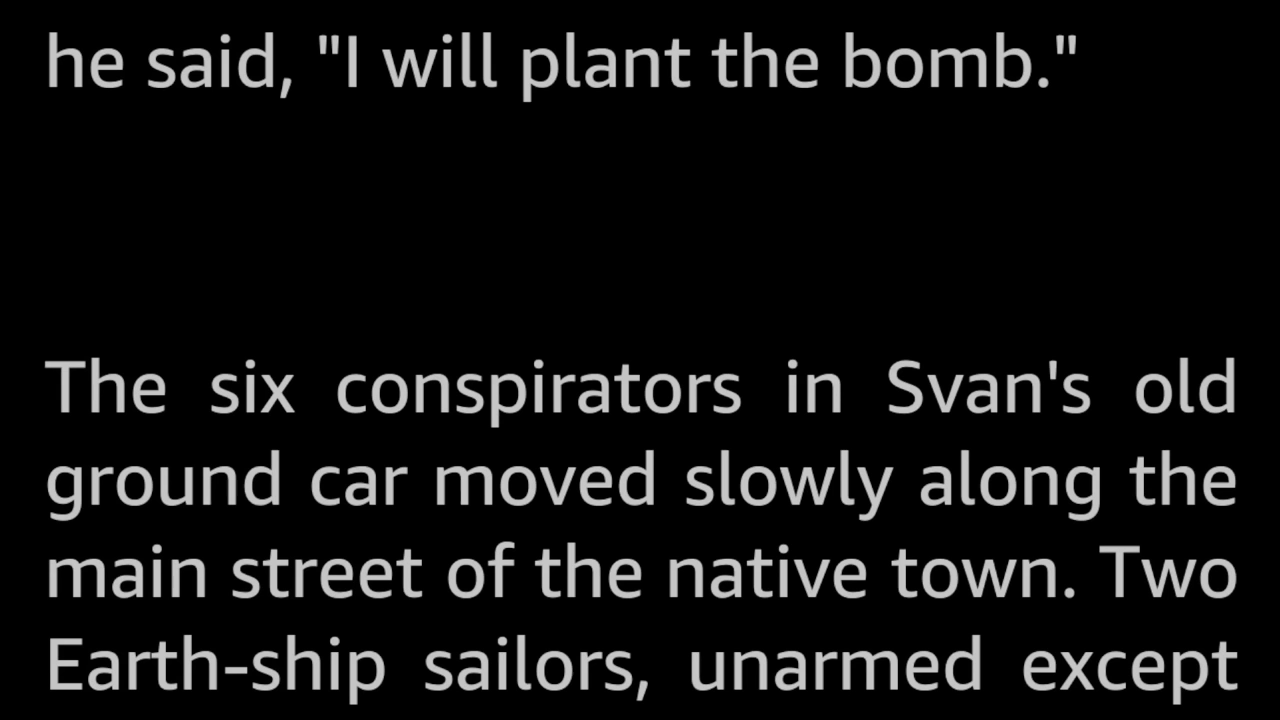 he said, "I will plant the bomb."
The six conspirators in Svan's old
ground car moved slowly along the
main street of the native town. Two
Earth-ship sailors, unarmed except